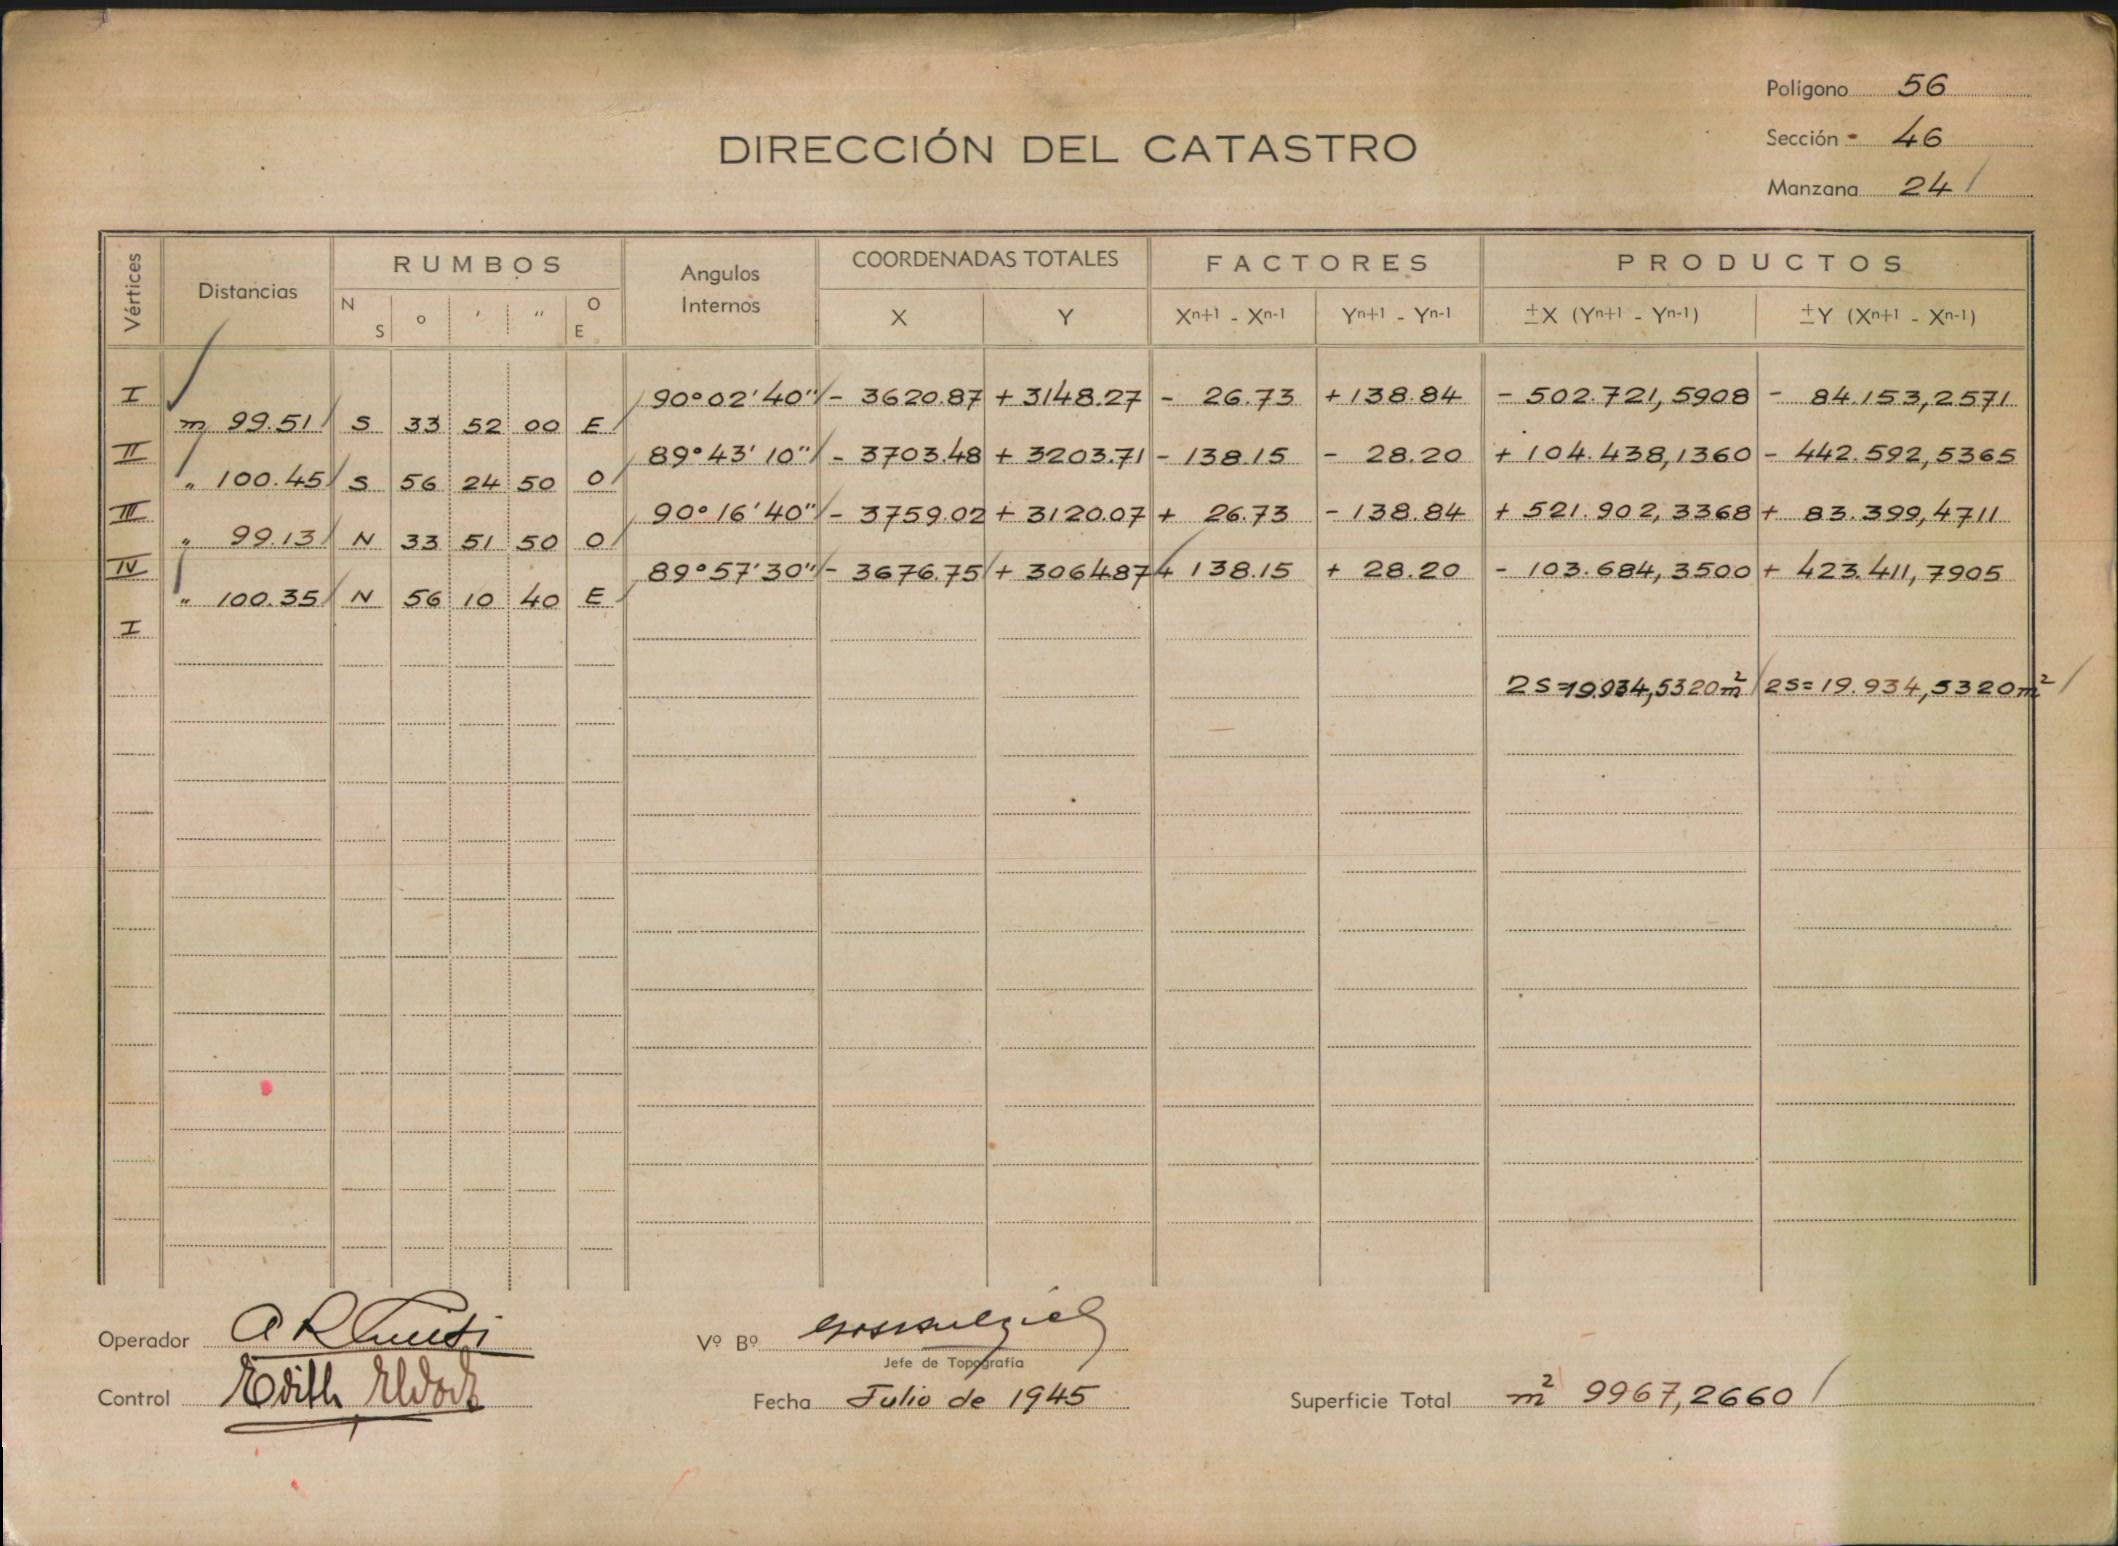 Polígono 56
DIRECCIÓN DEL CATASTRO
Sección 46
Manzana 24
Vértices Distancias RUMBOS Angulos Internos COORDENADAS TOTALES FACTORES PRODUCTOS
N S o ' " O E X Y Xn+1 - Xn-1 Yn+1 - Yn-1 ±X (Yn+1 - Yn-1) ±Y (Xn+1 - Xn-1)
I 90°02'40" - 3620.87 + 3148.27 - 26.73 + 138.84 - 502.721,5908 - 84.153,2571
m 99.51 S 33 52 00 E
II 89°43'10" - 3703.48 + 3203.71 - 138.15 - 28.20 + 104.438,1360 - 442.592,5365
" 100.45 S 56 24 50 O
III 90°16'40" - 3759.02 + 3120.07 + 26.73 - 138.84 + 521.902,3368 + 83.399,4711
" 99.13 N 33 51 50 O
IV 89°57'30" - 3676.75 + 3064.87 + 138.15 + 28.20 - 103.684,3500 + 423.411,7905
" 100.35 N 56 10 40 E
I
2S=19.934,5320 m² 2S=19.934,5320 m²
Operador
Vº Bº
Jefe de Topografía
Control Edith
Fecha Julio de 1945
Superficie Total m² 9967,2660